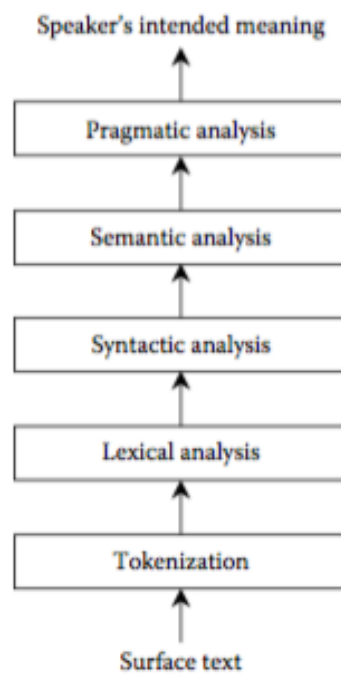 Speaker's intended meaning
Pragmatic analysis
Semantic analysis
Syntactic analysis
Lexical analysis
Tokenization
Surface text